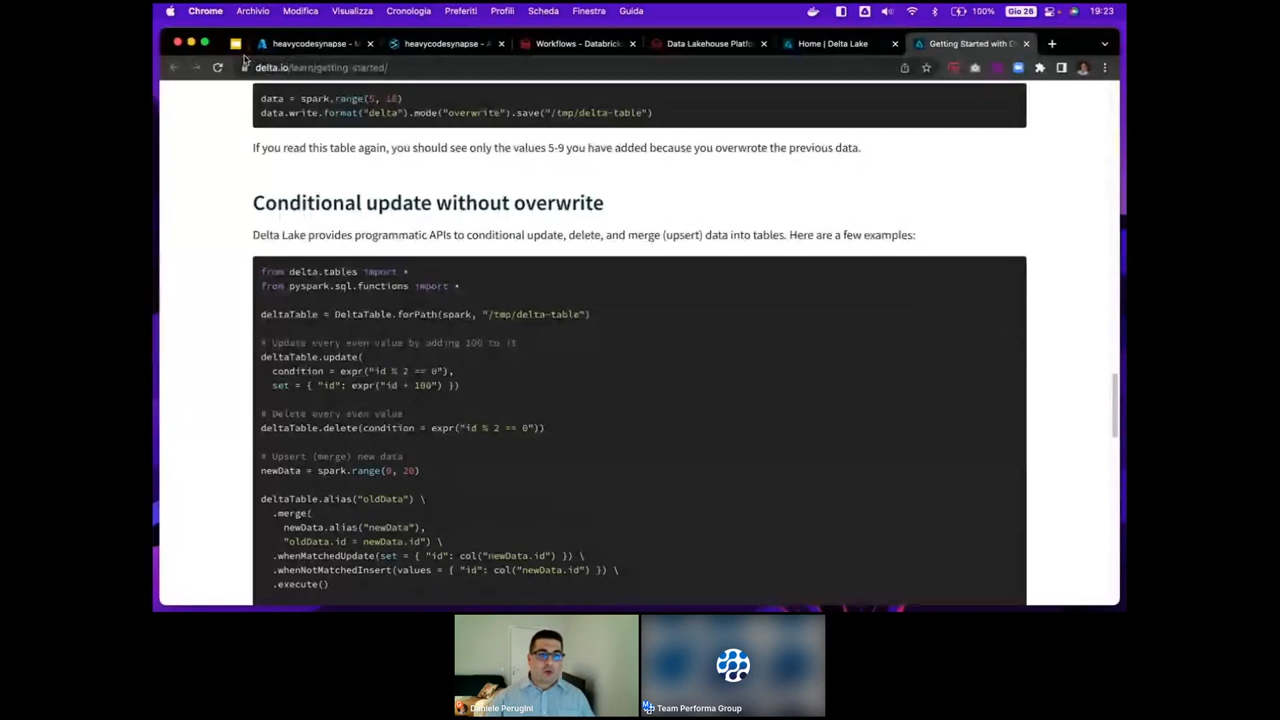 Chrome Archivio Modifica Visualizza Cronologia Preferiti Profili Scheda Finestra Guida 100% Gio 26 19:23
heavycodesynapse - M heavycodesynapse - A Workflows - Databric Data Lakehouse Platfo Home | Delta Lake Getting Started with D
delta.io/learn/getting-started/
data = spark.range(5, 10)
data.write.format("delta").mode("overwrite").save("/tmp/delta-table")
If you read this table again, you should see only the values 5-9 you have added because you overwrote the previous data.
Conditional update without overwrite
Delta Lake provides programmatic APIs to conditional update, delete, and merge (upsert) data into tables. Here are a few examples:
from delta.tables import *
from pyspark.sql.functions import *
deltaTable = DeltaTable.forPath(spark, "/tmp/delta-table")
# Update every even value by adding 100 to it
deltaTable.update(
condition = expr("id % 2 == 0"),
set = { "id": expr("id + 100") })
# Delete every even value
deltaTable.delete(condition = expr("id % 2 == 0"))
# Upsert (merge) new data
newData = spark.range(0, 20)
deltaTable.alias("oldData") \
.merge(
newData.alias("newData"),
"oldData.id = newData.id") \
.whenMatchedUpdate(set = { "id": col("newData.id") }) \
.whenNotMatchedInsert(values = { "id": col("newData.id") }) \
.execute()
Daniele Perugini
Team Performa Group